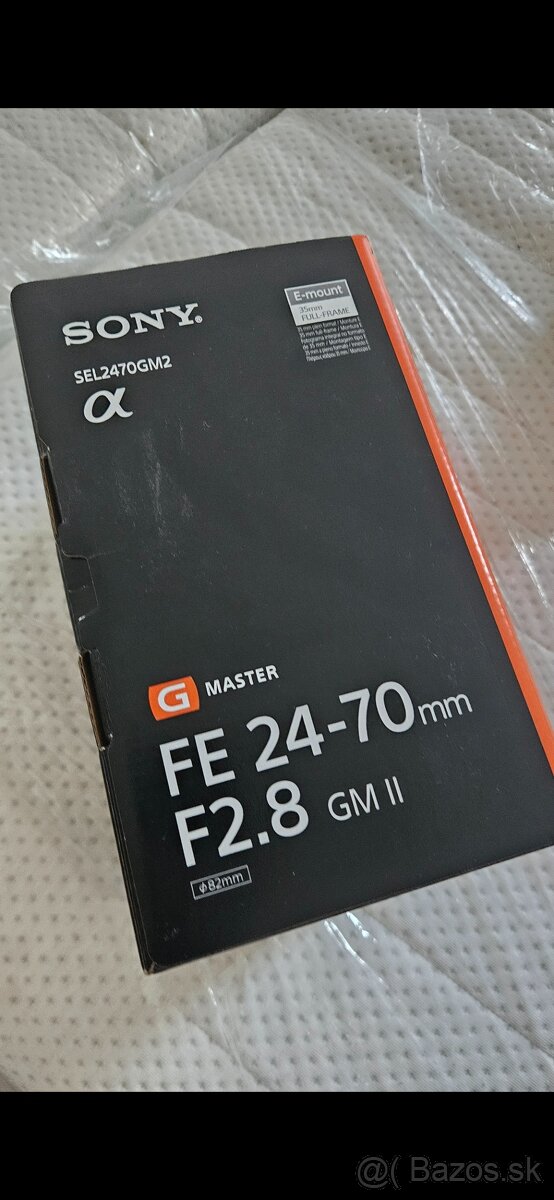 SONY®
SEL2470GM2
α
E-mount
35mm
FULL-FRAME
G MASTER
FE 24-70mm
F2.8 GM II
ϕ82mm
@( Bazos.sk